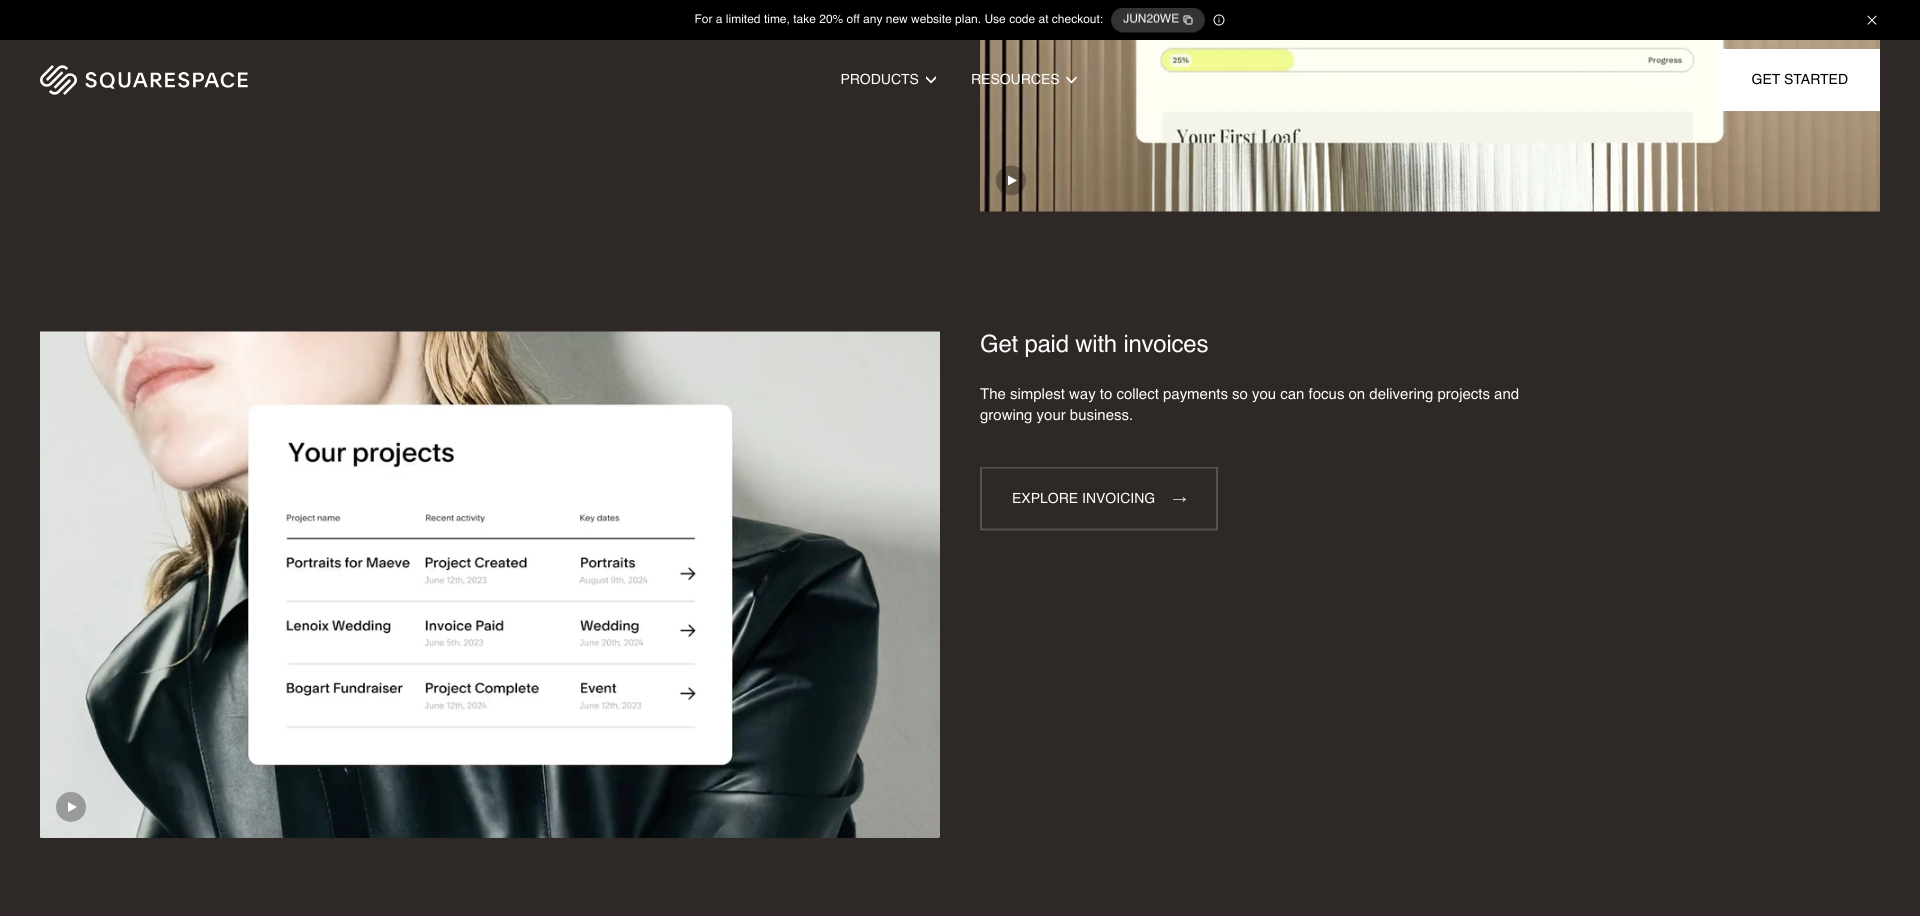 For a limited time, take 20% off any new website plan. Use code at checkout: JUN20WE
SQUARESPACE
PRODUCTS
RESOURCES
GET STARTED
25%
Progress
Your First Loaf
Get paid with invoices
The simplest way to collect payments so you can focus on delivering projects and
growing your business.
EXPLORE INVOICING →
Your projects
Project name Recent activity Key dates
Portraits for Maeve Project Created Portraits →
June 12th, 2023 August 9th, 2024
Lenoix Wedding Invoice Paid Wedding →
June 5th, 2023 June 20th, 2024
Bogart Fundraiser Project Complete Event →
June 12th, 2024 June 12th, 2023